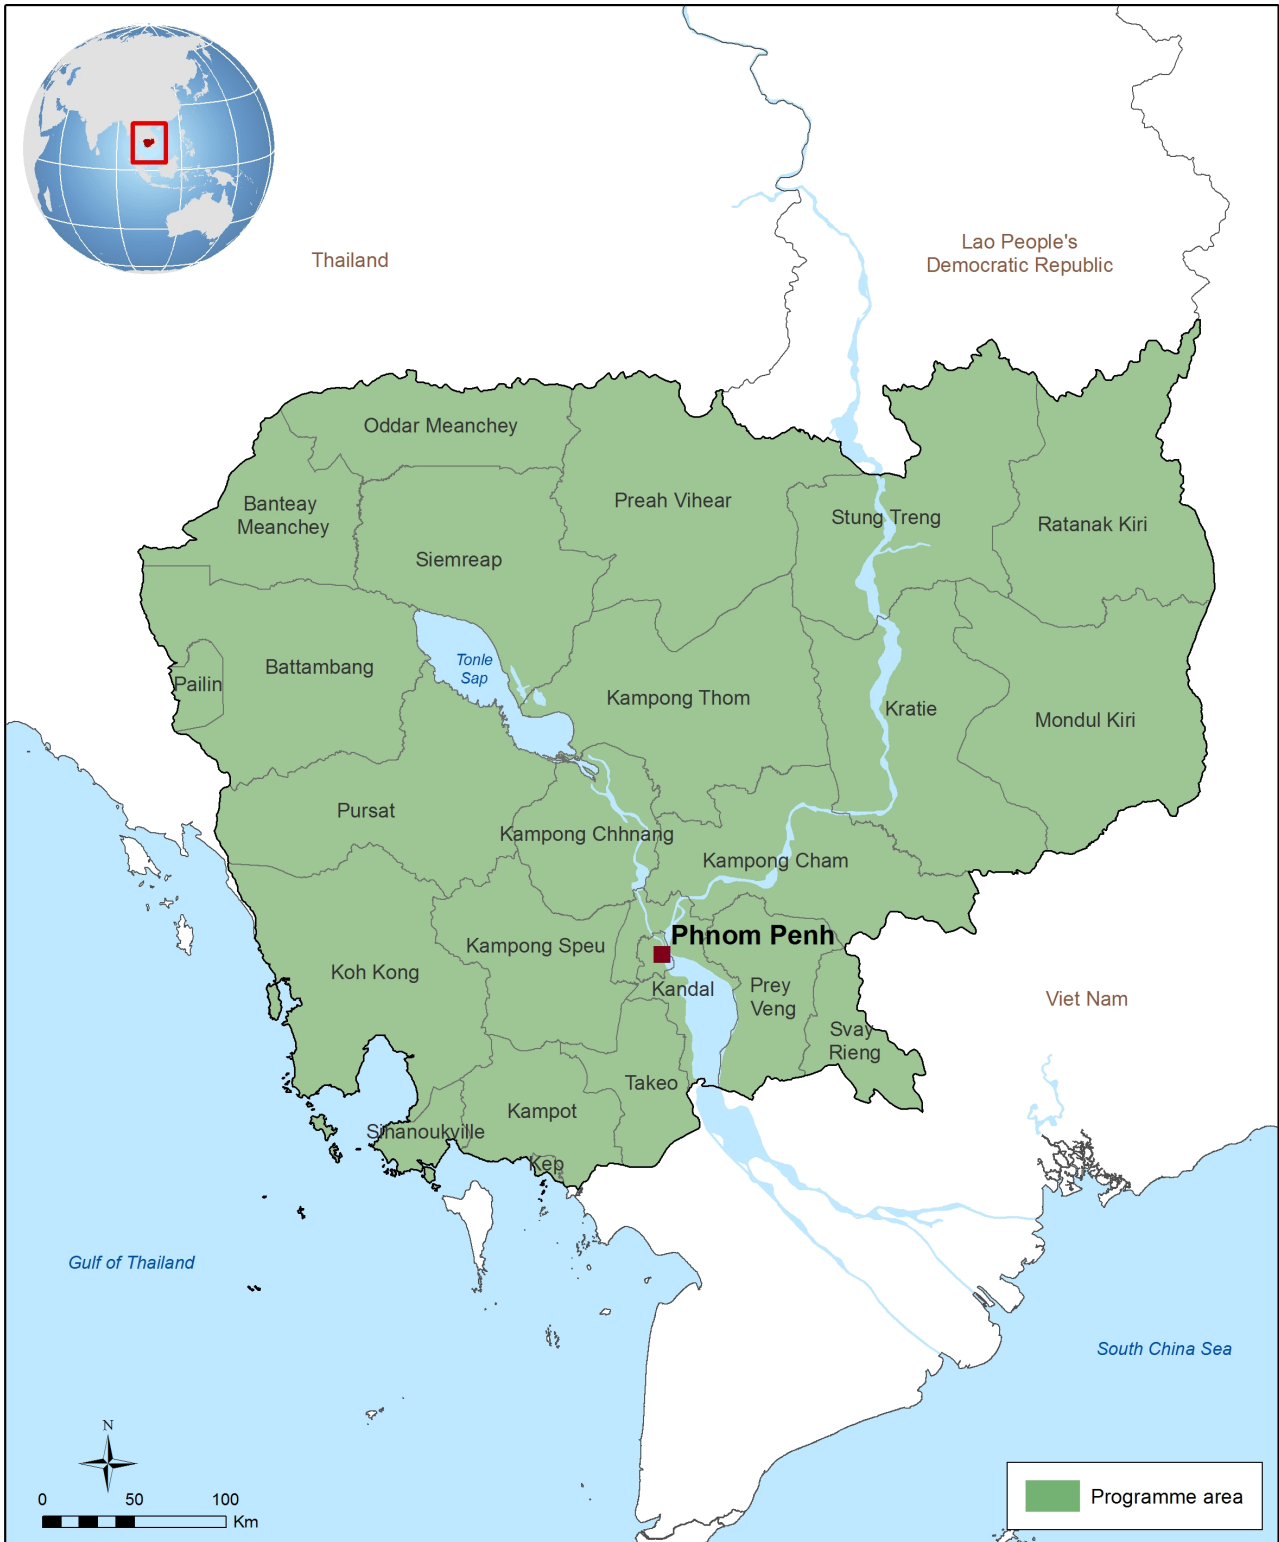 Thailand
Lao People's
Democratic Republic
Oddar Meanchey
Banteay
Meanchey
Preah Vihear
Stung Treng
Ratanak Kiri
Siemreap
Tonle
Sap
Battambang
Pailin
Kampong Thom
Kratie
Mondul Kiri
Pursat
Kampong Chhnang
Kampong Cham
Phnom Penh
Kampong Speu
Koh Kong
Kandal
Prey
Veng
Viet Nam
Svay
Rieng
Takeo
Kampot
Sihanoukville
Kep
Gulf of Thailand
South China Sea
N
0 50 100
Km
Programme area